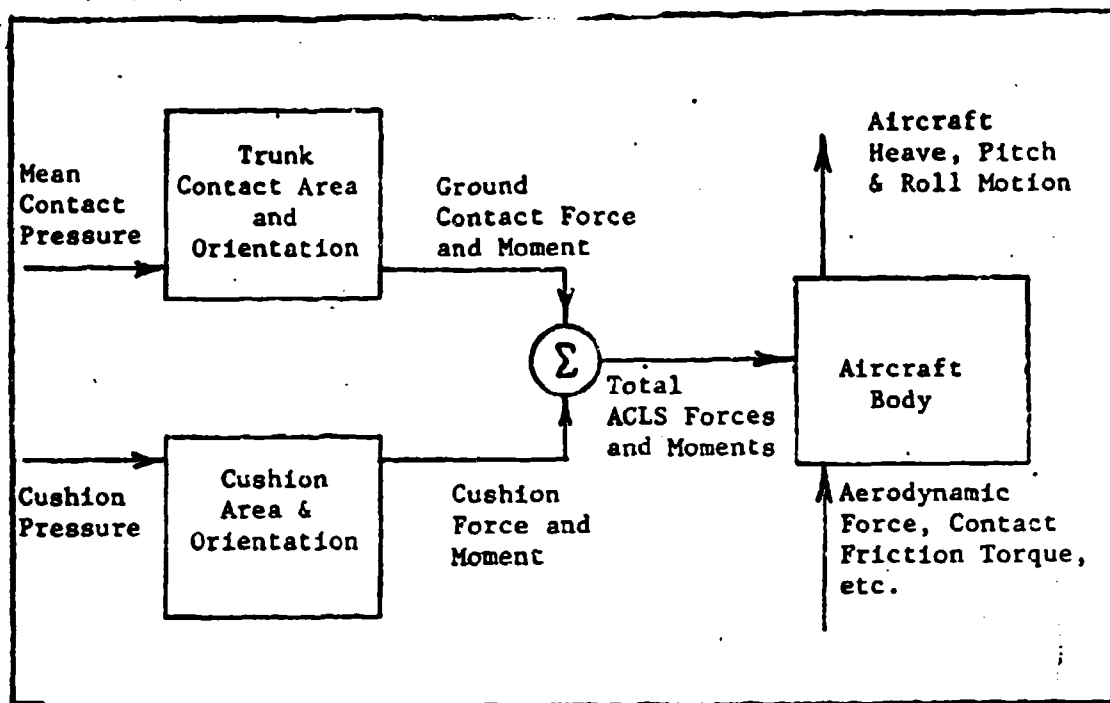 Mean
Contact
Pressure
Trunk
Contact Area
and
Orientation
Ground
Contact Force
and Moment
Aircraft
Heave, Pitch
& Roll Motion
Σ
Total
ACLS Forces
and Moments
Aircraft
Body
Cushion
Pressure
Cushion
Area &
Orientation
Cushion
Force and
Moment
Aerodynamic
Force, Contact
Friction Torque,
etc.